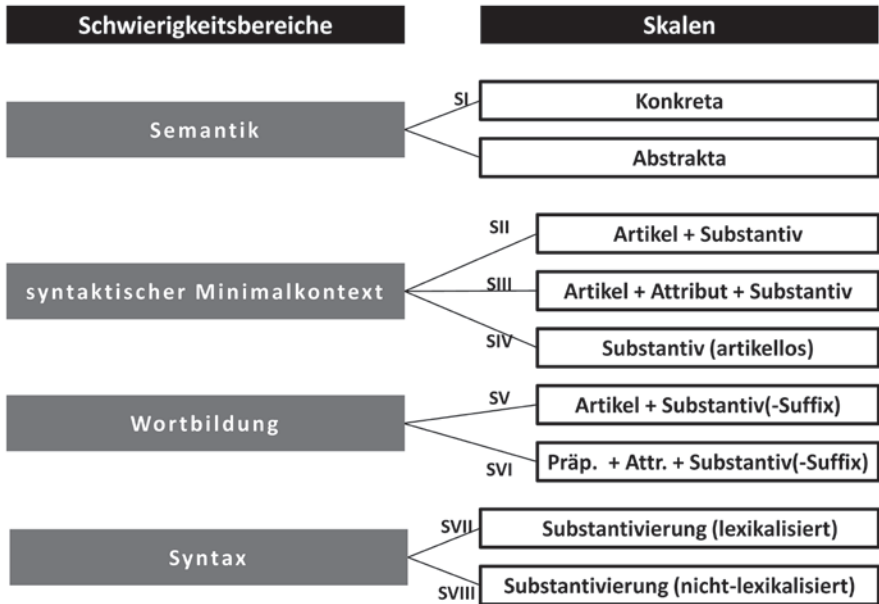 Schwierigkeitsbereiche
Skalen
Semantik
SI
Konkreta
Abstrakta
syntaktischer Minimalkontext
SII
Artikel + Substantiv
SIII
Artikel + Attribut + Substantiv
SIV
Substantiv (artikellos)
Wortbildung
SV
Artikel + Substantiv(-Suffix)
SVI
Präp. + Attr. + Substantiv(-Suffix)
Syntax
SVII
Substantivierung (lexikalisiert)
SVIII
Substantivierung (nicht-lexikalisiert)